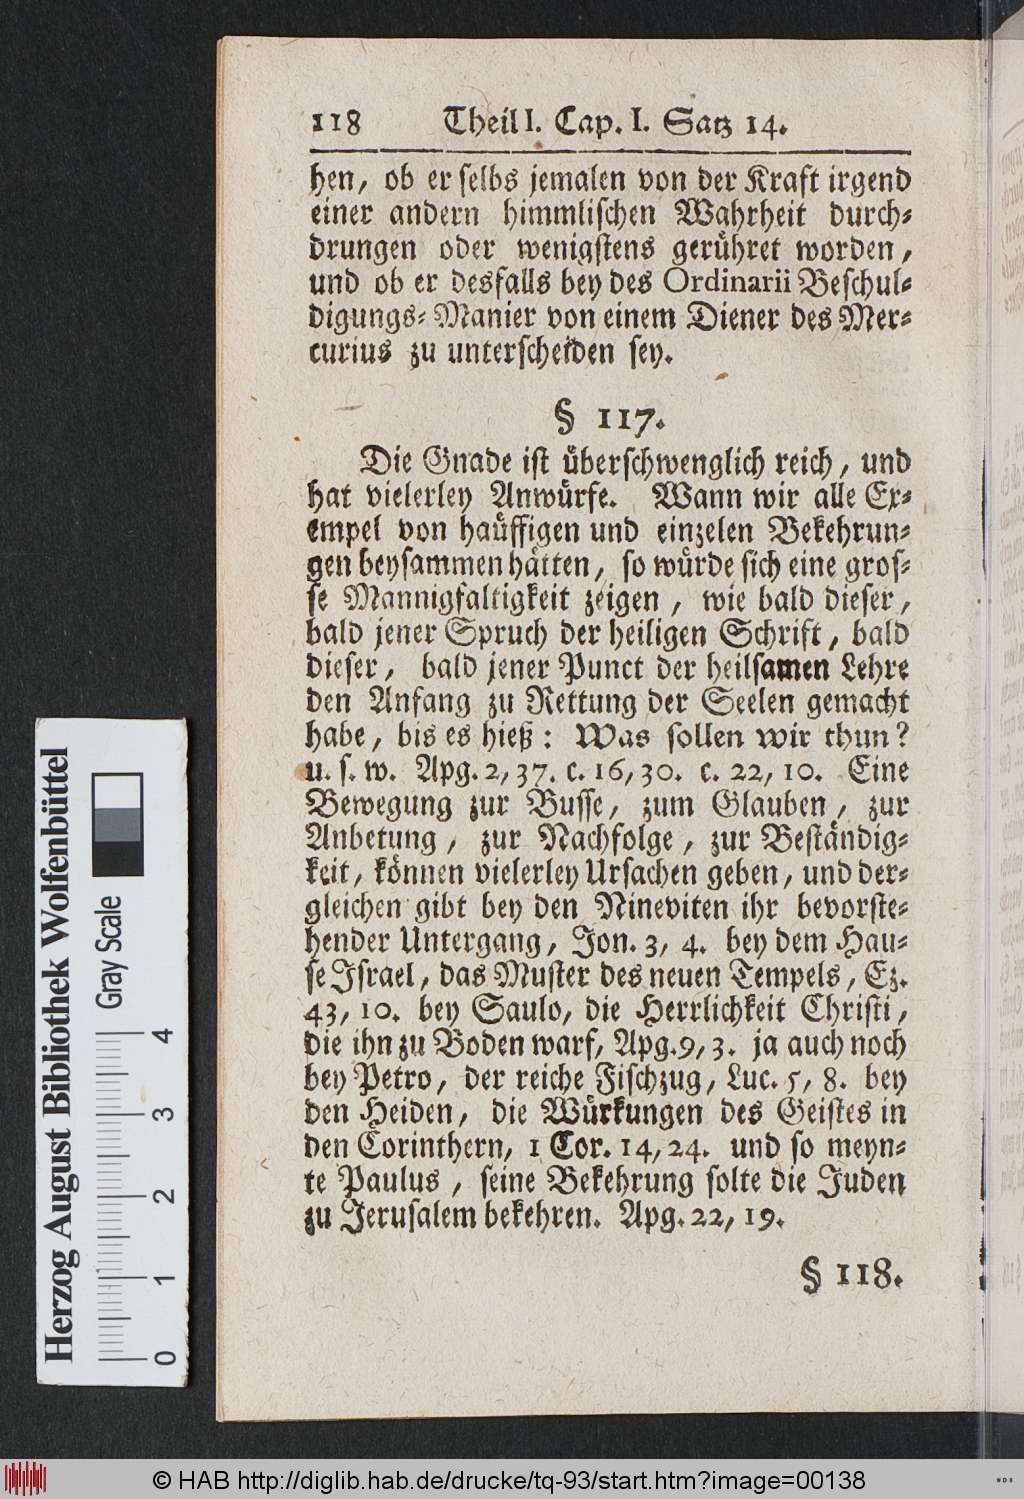 118 Theil I. Cap. I. Satz 14.
hen, ob er selbs jemalen von der Kraft irgend
einer andern himmlischen Wahrheit durch-
drungen oder wenigstens gerühret worden,
und ob er desfalls bey des Ordinarii Beschul-
digungs-Manier von einem Diener des Mer-
curius zu unterscheiden sey.
§ 117.
Die Gnade ist überschwenglich reich, und
hat vielerley Anwürfe. Wann wir alle Ex-
empel von haüffigen und einzelen Bekehrun-
gen beysammen hätten, so würde sich eine gros-
se Mannigfaltigkeit zeigen, wie bald dieser,
bald jener Spruch der heiligen Schrift, bald
dieser, bald jener Punct der heilsamen Lehre
den Anfang zu Rettung der Seelen gemacht
habe, bis es hieß: Was sollen wir thun?
u. s. w. Apg. 2, 37. c. 16, 30. c. 22, 10. Eine
Bewegung zur Busse, zum Glauben, zur
Anbetung, zur Nachfolge, zur Beständig-
keit, können vielerley Ursachen geben, und der-
gleichen gibt bey den Nineviten ihr bevorste-
hender Untergang, Jon. 3, 4. bey dem Hau-
se Israel, das Muster des neuen Tempels, Ez.
43, 10. bey Saulo, die Herrlichkeit Christi,
die ihn zu Boden warf, Apg. 9, 3. ja auch noch
bey Petro, der reiche Fischzug, Luc. 5, 8. bey
den Heiden, die Würkungen des Geistes in
den Corinthern, 1 Cor. 14, 24. und so meyn-
te Paulus, seine Bekehrung solte die Juden
zu Jerusalem bekehren. Apg. 22, 19.
§ 118.
Herzog August Bibliothek Wolfenbüttel
Gray Scale
0 1 2 3 4
© HAB http://diglib.hab.de/drucke/tq-93/start.htm?image=00138